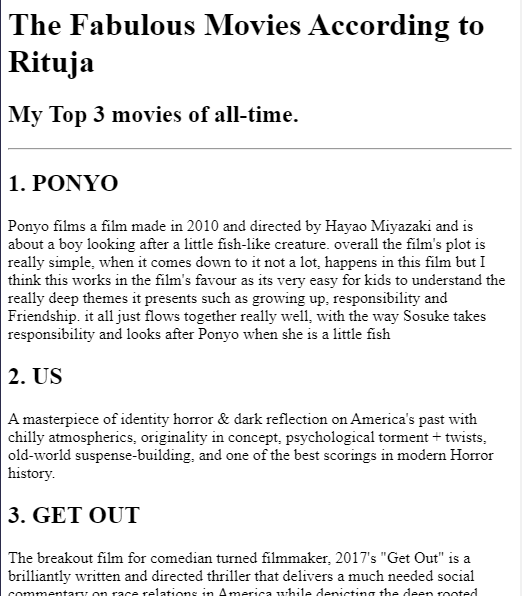 The Fabulous Movies According to
Rituja
My Top 3 movies of all-time.
1. PONYO
Ponyo films a film made in 2010 and directed by Hayao Miyazaki and is
about a boy looking after a little fish-like creature. overall the film's plot is
really simple, when it comes down to it not a lot, happens in this film but I
think this works in the film's favour as its very easy for kids to understand the
really deep themes it presents such as growing up, responsibility and
Friendship. it all just flows together really well, with the way Sosuke takes
responsibility and looks after Ponyo when she is a little fish
2. US
A masterpiece of identity horror & dark reflection on America's past with
chilly atmospherics, originality in concept, psychological torment + twists,
old-world suspense-building, and one of the best scorings in modern Horror
history.
3. GET OUT
The breakout film for comedian turned filmmaker, 2017's "Get Out" is a
brilliantly written and directed thriller that delivers a much needed social
commentary on race relations in America while depicting the deep rooted